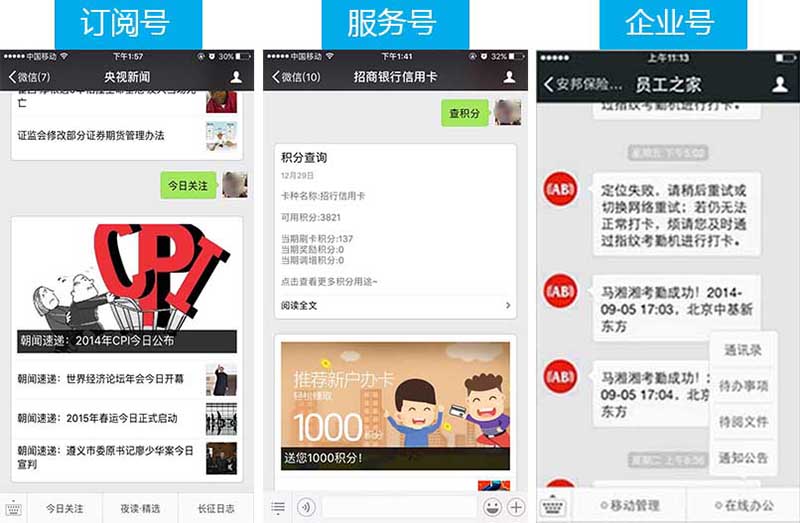 订阅号
服务号
企业号
中国移动 下午1:57 30%
微信(7) 央视新闻
亡
证监会修改部分证券期货管理办法
今日关注
CPI
朝闻速递：2014年CPI今日公布
朝闻速递：世界经济论坛年会今日开幕
朝闻速递：2015年春运今日正式启动
朝闻速递：遵义市委原书记廖少华案今日
宣判
今日关注 夜读·精选 长征日志
中国移动 下午1:41 32%
微信(10) 招商银行信用卡
查积分
积分查询
12月29日
卡种名称:招行信用卡
可用积分:3821
当期刷卡积分:137
当期奖励积分:0
当期调增积分:0
点击查看更多积分用途~
阅读全文
推荐新户办卡
轻松赚取
1000积分
送您1000积分！
上午11:13
安邦保险... 员工之家
过指纹考勤机进行打卡。
星期五 下午5:02
定位失败，请稍后重试或
切换网络重试；若仍无法
正常打卡，烦请您及时通
过指纹考勤机进行打卡。
马湘湘考勤成功！2014-
09-05 17:03，北京中基新
东方
马湘湘考勤成功！2
09-05 17:04，北京
东方
通讯录
待办事项
待阅文件
通知公告
移动管理 在线办公